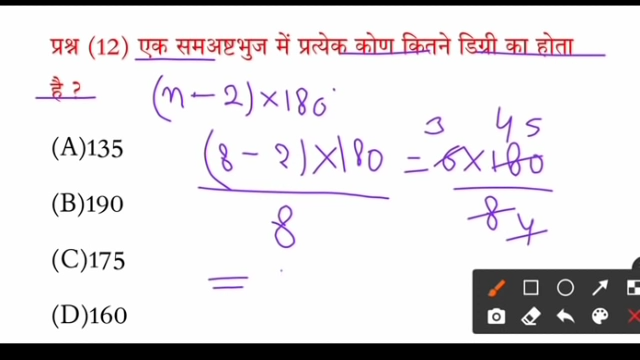 प्रश्न (12) एक समअष्टभुज में प्रत्येक कोण कितने डिग्री का होता
है ?
(n-2)×180°
(A)135
(8-2)×180 = 6×180
3 45
8 8 4
(B)190
=
(C)175
(D)160